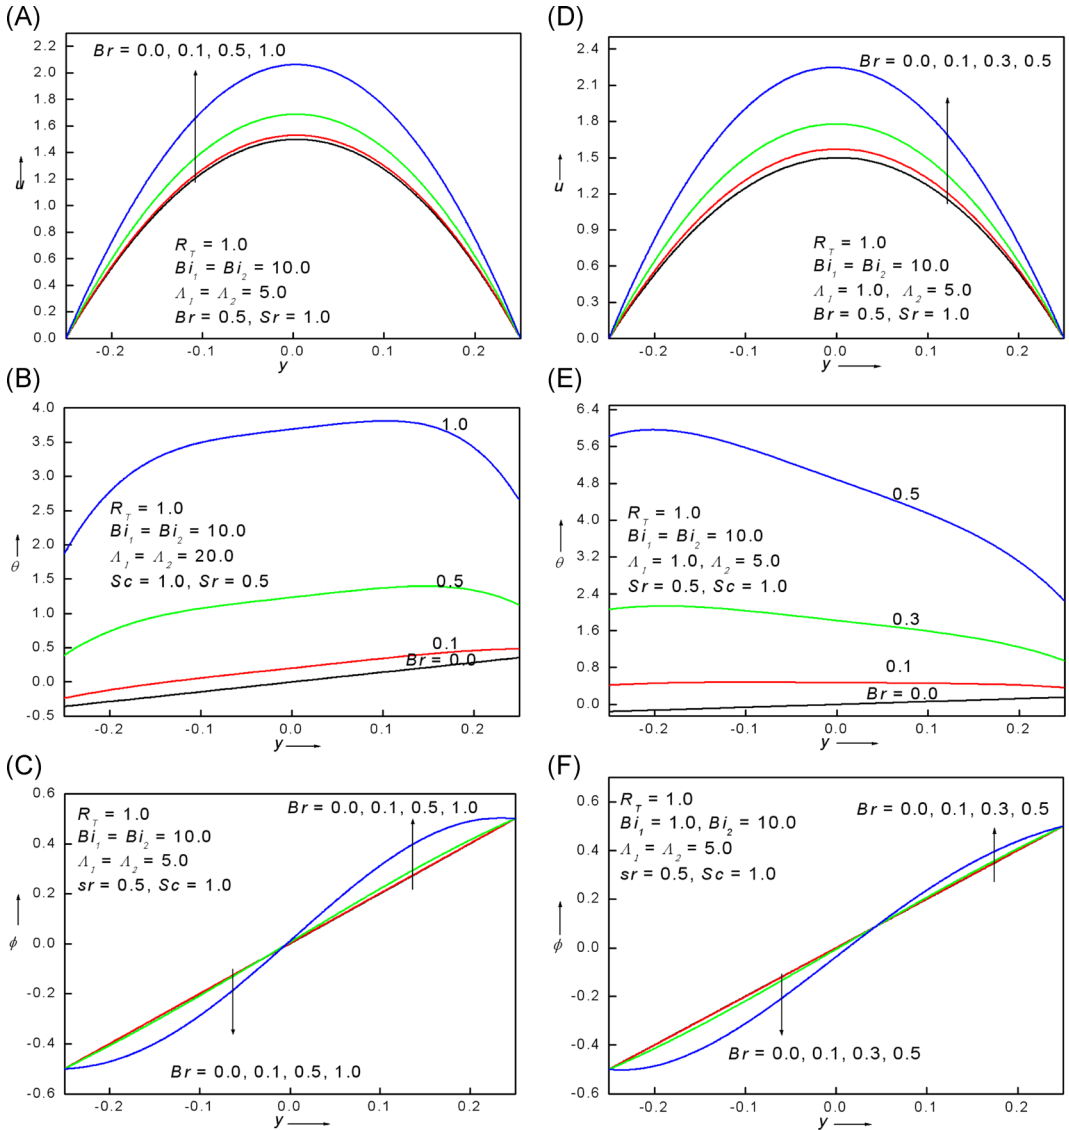 (A)
Br = 0.0, 0.1, 0.5, 1.0
2.2
2.0
1.8
1.6
1.4
1.2
1.0
0.8
0.6
0.4
0.2
0.0
u
R_T = 1.0
Bi_1 = Bi_2 = 10.0
Λ_1 = Λ_2 = 5.0
Br = 0.5, Sr = 1.0
-0.2 -0.1 0.0 0.1 0.2
y
(D)
Br = 0.0, 0.1, 0.3, 0.5
2.4
2.1
1.8
1.5
1.2
0.9
0.6
0.3
0.0
u
R_T = 1.0
Bi_1 = Bi_2 = 10.0
Λ_1 = 1.0, Λ_2 = 5.0
Br = 0.5, Sr = 1.0
-0.2 -0.1 0.0 0.1 0.2
y
(B)
4.0
3.5
3.0
2.5
2.0
1.5
1.0
0.5
0.0
-0.5
θ
1.0
R_T = 1.0
Bi_1 = Bi_2 = 10.0
Λ_1 = Λ_2 = 20.0
Sc = 1.0, Sr = 0.5
0.5
0.1
Br = 0.0
-0.2 -0.1 0.0 0.1 0.2
y
(E)
6.4
5.6
4.8
4.0
3.2
2.4
1.6
0.8
0.0
θ
0.5
R_T = 1.0
Bi_1 = Bi_2 = 10.0
Λ_1 = 1.0, Λ_2 = 5.0
Sr = 0.5, Sc = 1.0
0.3
0.1
Br = 0.0
-0.2 -0.1 0.0 0.1 0.2
y
(C)
0.6
0.4
0.2
0.0
-0.2
-0.4
-0.6
ϕ
R_T = 1.0
Bi_1 = Bi_2 = 10.0
Λ_1 = Λ_2 = 5.0
sr = 0.5, Sc = 1.0
Br = 0.0, 0.1, 0.5, 1.0
Br = 0.0, 0.1, 0.5, 1.0
-0.2 -0.1 0.0 0.1 0.2
y
(F)
0.6
0.4
0.2
0.0
-0.2
-0.4
-0.6
ϕ
R_T = 1.0
Bi_1 = 1.0, Bi_2 = 10.0
Λ_1 = Λ_2 = 5.0
sr = 0.5, Sc = 1.0
Br = 0.0, 0.1, 0.3, 0.5
Br = 0.0, 0.1, 0.3, 0.5
-0.2 -0.1 0.0 0.1 0.2
y